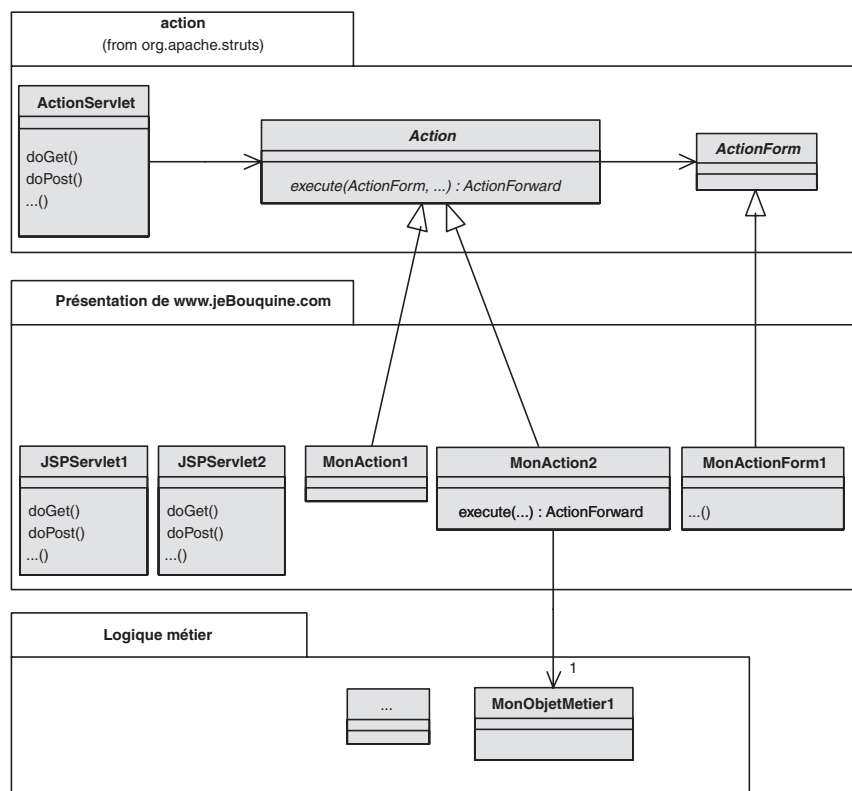 action
(from org.apache.struts)
ActionServlet
doGet()
doPost()
...()
Action
execute(ActionForm, ...) : ActionForward
ActionForm
Présentation de www.jeBouquine.com
JSPServlet1
doGet()
doPost()
...()
JSPServlet2
doGet()
doPost()
...()
MonAction1
MonAction2
execute(...) : ActionForward
MonActionForm1
...()
Logique métier
...
1
MonObjetMetier1